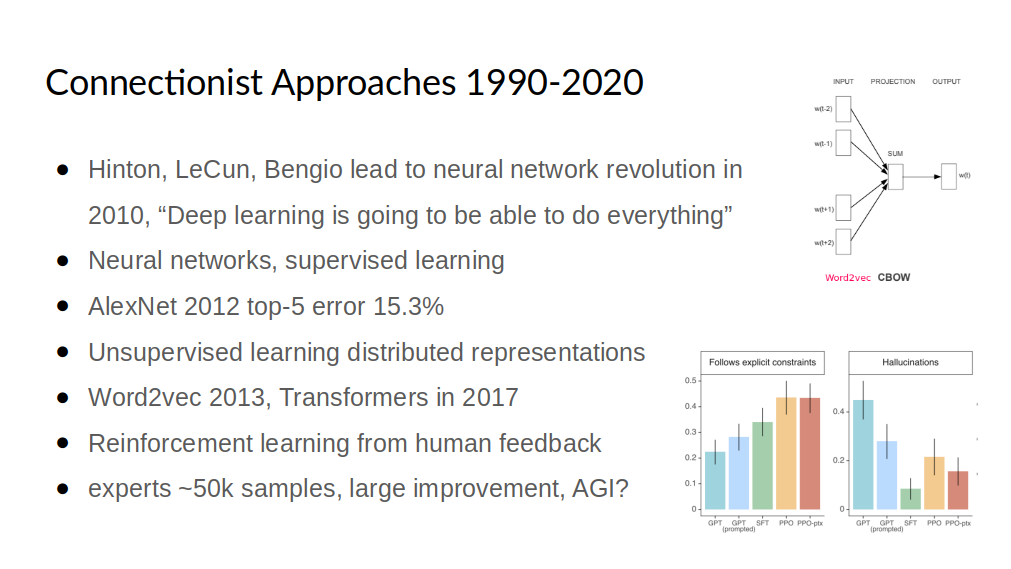 Connectionist Approaches 1990-2020
● Hinton, LeCun, Bengio lead to neural network revolution in
2010, “Deep learning is going to be able to do everything”
● Neural networks, supervised learning
● AlexNet 2012 top-5 error 15.3%
● Unsupervised learning distributed representations
● Word2vec 2013, Transformers in 2017
● Reinforcement learning from human feedback
● experts ~50k samples, large improvement, AGI?
INPUT PROJECTION OUTPUT
w(t-2)
w(t-1)
SUM
w(t)
w(t+1)
w(t+2)
Word2vec CBOW
Follows explicit constraints
0.5
0.4
0.3
0.2
0.1
0
GPT GPT SFT PPO PPO-ptx
(prompted)
Hallucinations
0.4
0.2
0
GPT GPT SFT PPO PPO-ptx
(prompted)